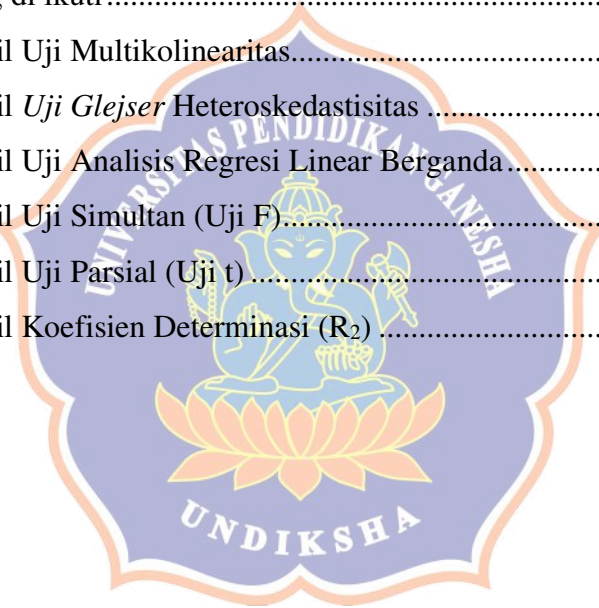 di ikuti....................................................................
il Uji Multikolinearitas.......................................
il Uji Glejser Heteroskedastisitas ......................
il Uji Analisis Regresi Linear Berganda............
il Uji Simultan (Uji F)........................................
il Uji Parsial (Uji t) ............................................
il Koefisien Determinasi (R₂) ............................
UNIVERSITAS PENDIDIKAN GANESHA
UNDIKSHA